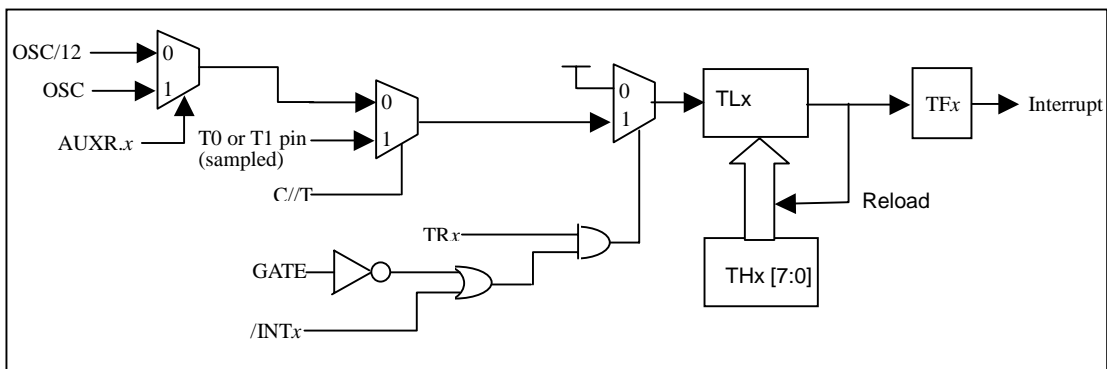 OSC/12
OSC
AUXR.x
0
1
T0 or T1 pin
(sampled)
C//T
0
1
0
1
TLx
TFx
Interrupt
Reload
THx [7:0]
TRx
GATE
/INTx